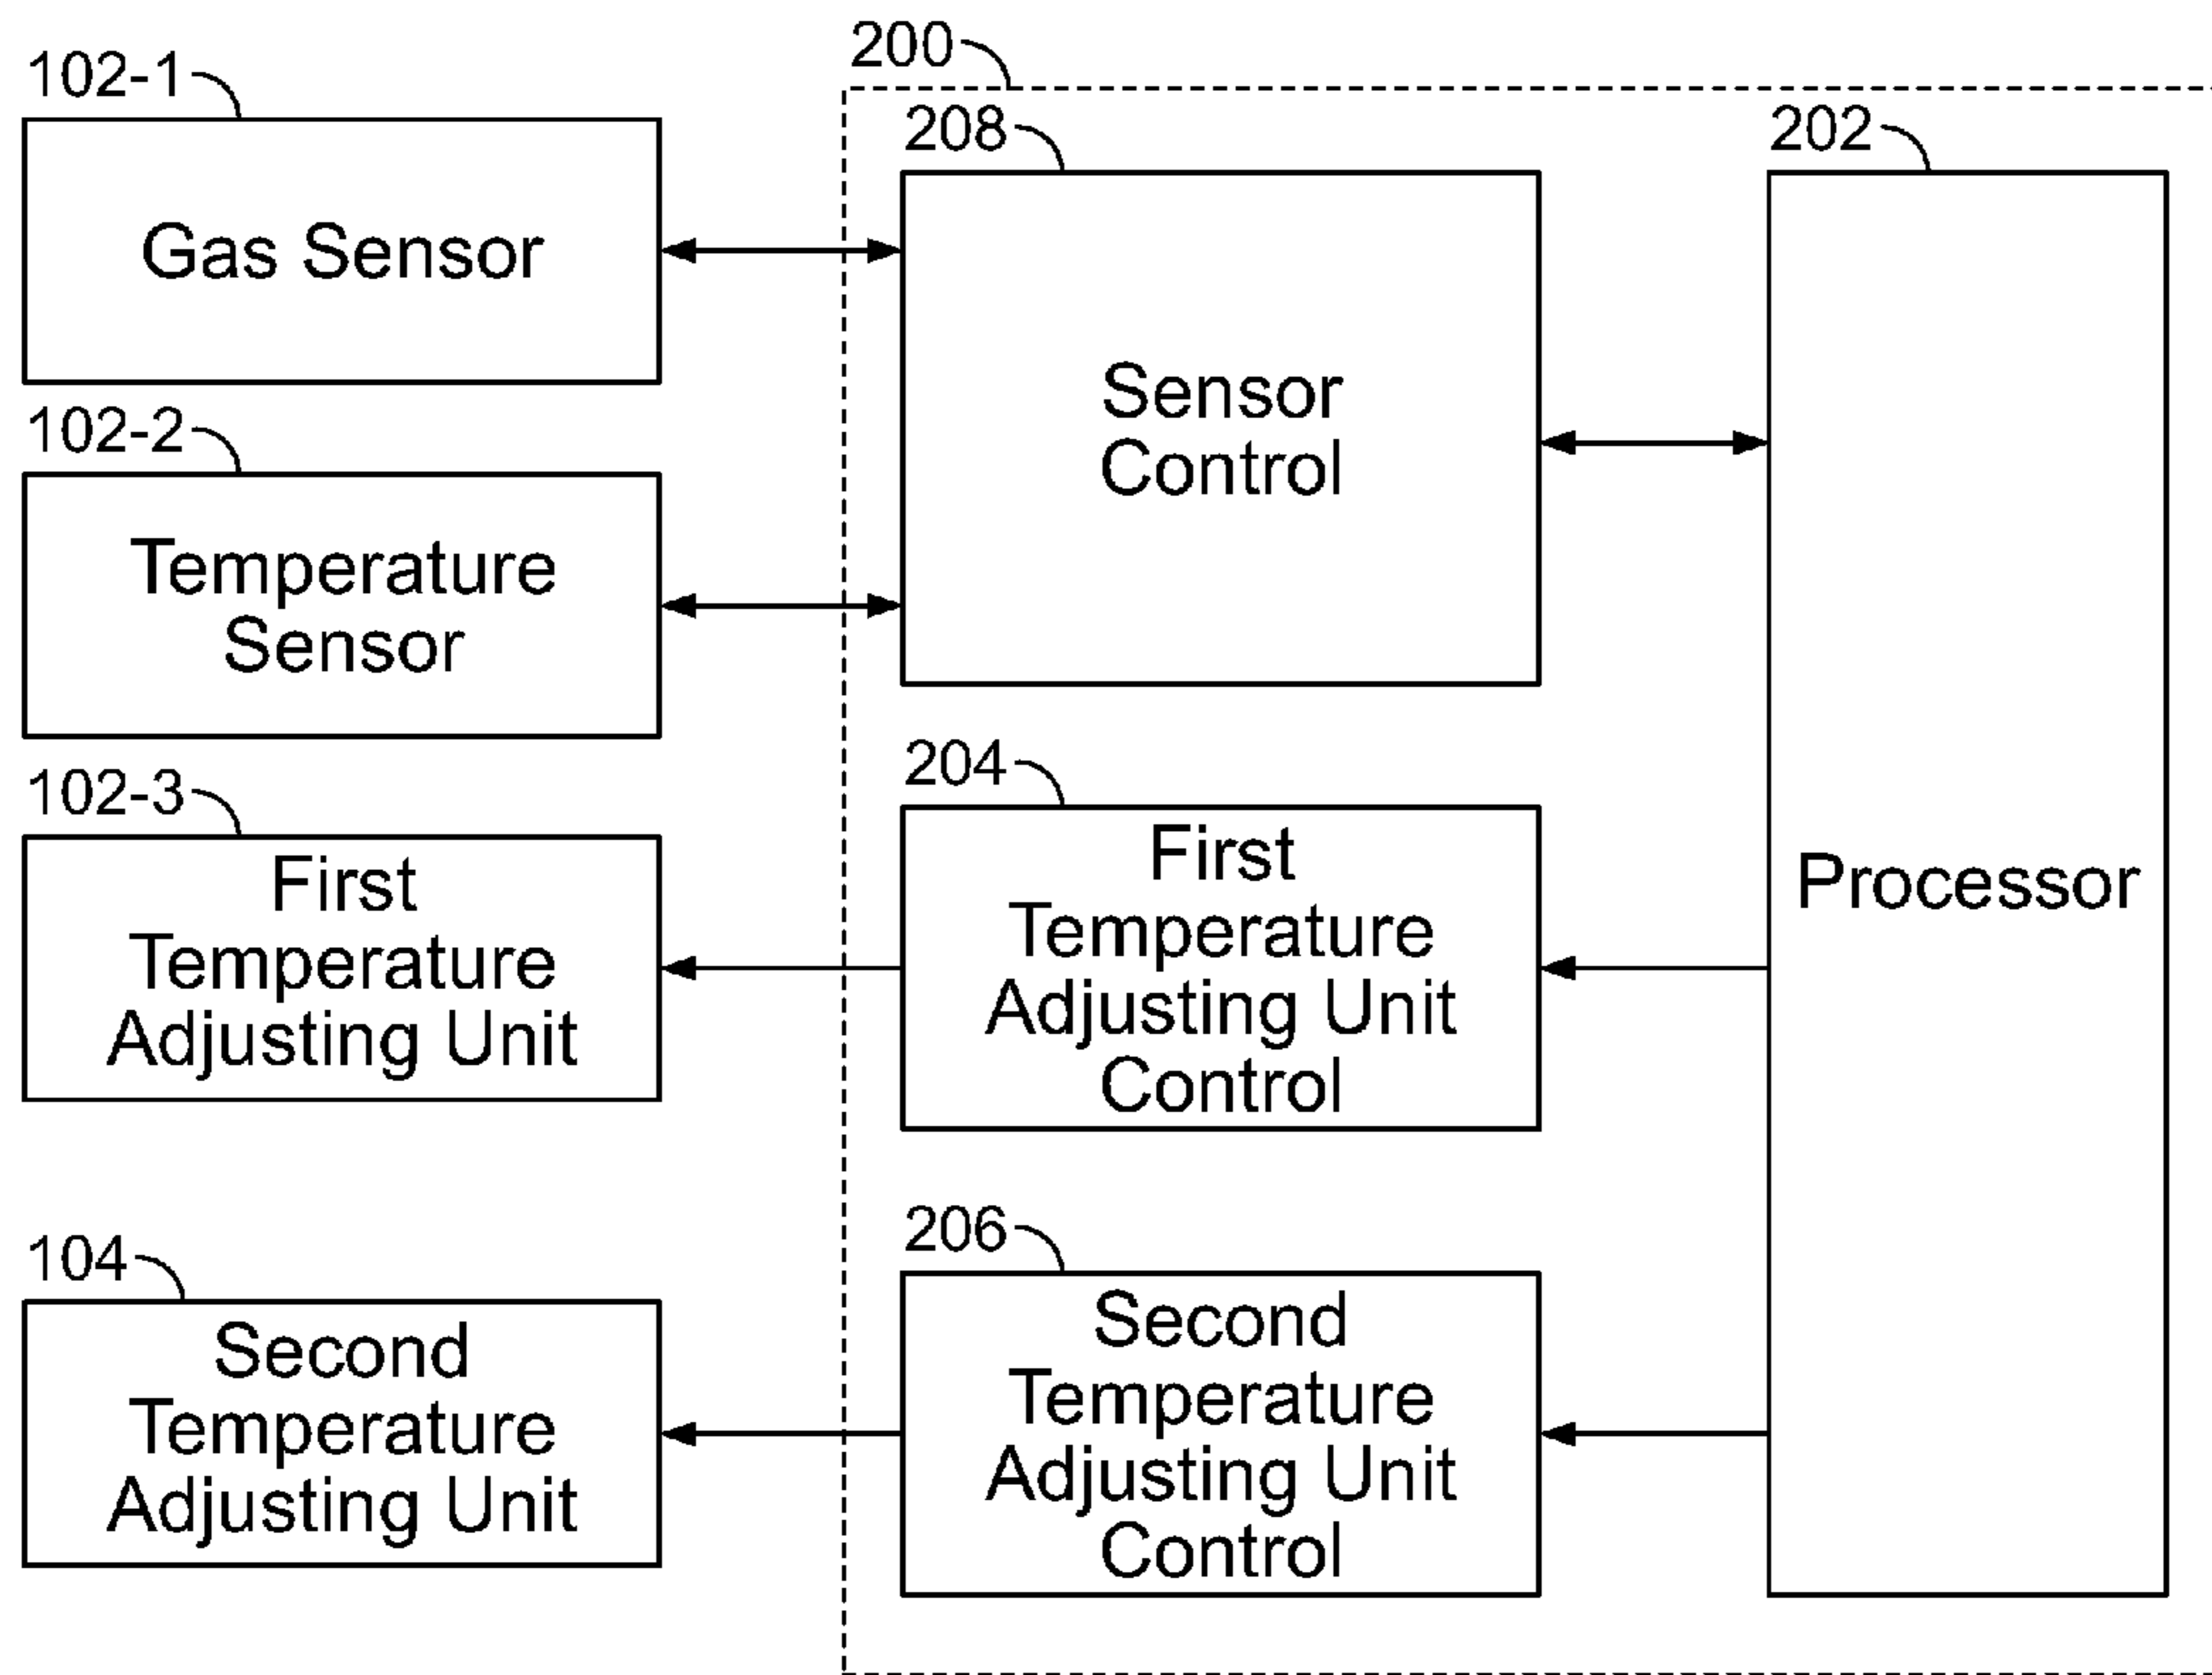 200
102-1
208
202
Gas Sensor
Sensor
Control
102-2
Temperature
Sensor
102-3
204
First
Temperature
Adjusting Unit
First
Temperature
Adjusting Unit
Control
Processor
104
206
Second
Temperature
Adjusting Unit
Second
Temperature
Adjusting Unit
Control